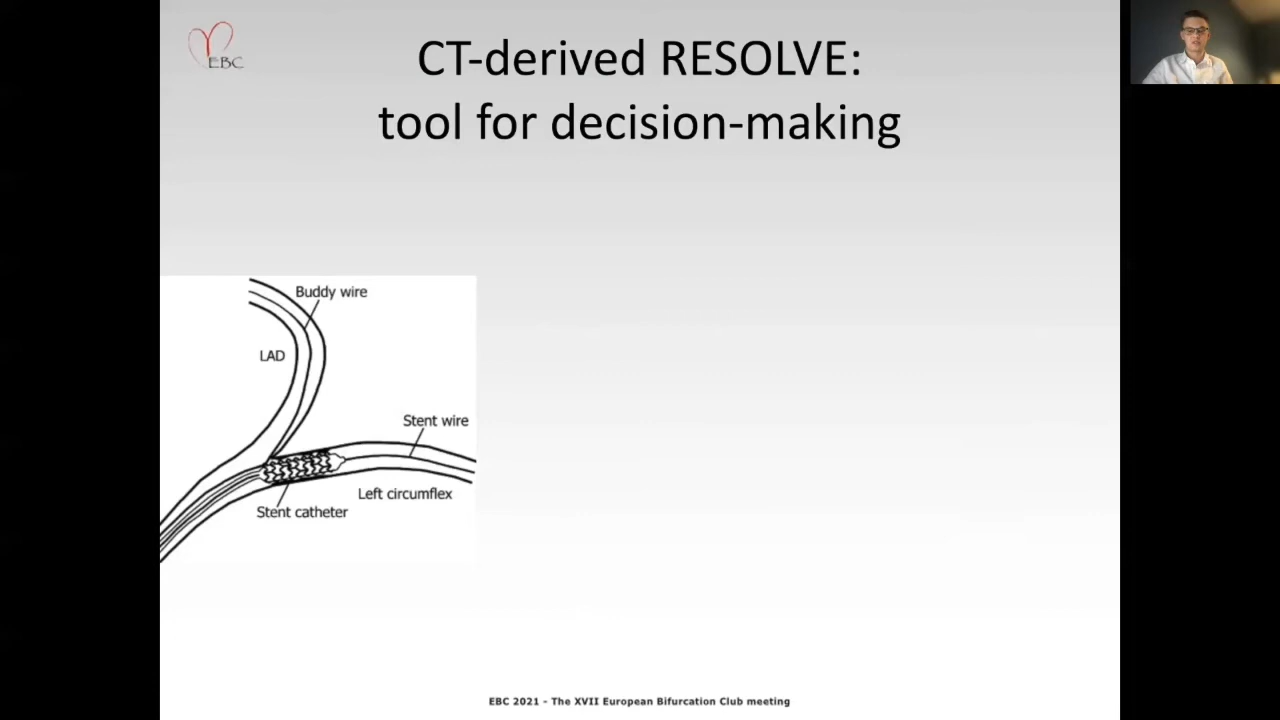 EBC
CT-derived RESOLVE:
tool for decision-making
Buddy wire
LAD
Stent wire
Left circumflex
Stent catheter
EBC 2021 - The XVII European Bifurcation Club meeting